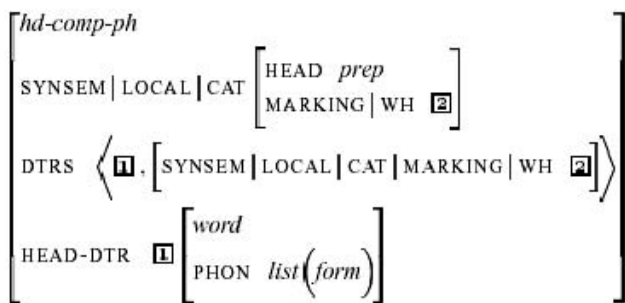 hd-comp-ph
SYNSEM | LOCAL | CAT [HEAD prep
MARKING | WH 2]
DTRS ⟨1, [SYNSEM | LOCAL | CAT | MARKING | WH 2]⟩
HEAD-DTR 1 [word
PHON list(form)]